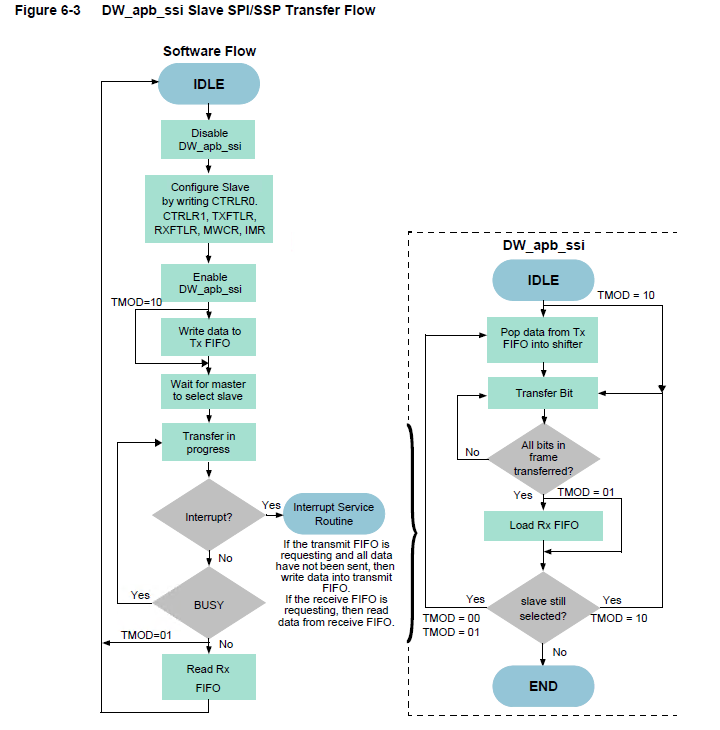 Figure 6-3 DW_apb_ssi Slave SPI/SSP Transfer Flow
Software Flow
IDLE
Disable
DW_apb_ssi
Configure Slave
by writing CTRLR0.
CTRLR1, TXFTLR,
RXFTLR, MWCR, IMR
Enable
DW_apb_ssi
TMOD=10
Write data to
Tx FIFO
Wait for master
to select slave
Transfer in
progress
Interrupt?
Yes
Interrupt Service
Routine
If the transmit FIFO is
requesting and all data
have not been sent, then
write data into transmit
FIFO.
If the receive FIFO is
requesting, then read
data from receive FIFO.
No
Yes
BUSY
TMOD=01
No
Read Rx
FIFO
DW_apb_ssi
IDLE
TMOD = 10
Pop data from Tx
FIFO into shifter
Transfer Bit
All bits in
frame
transferred?
No
Yes
TMOD = 01
Load Rx FIFO
slave still
selected?
Yes
TMOD = 00
TMOD = 01
Yes
TMOD = 10
No
END